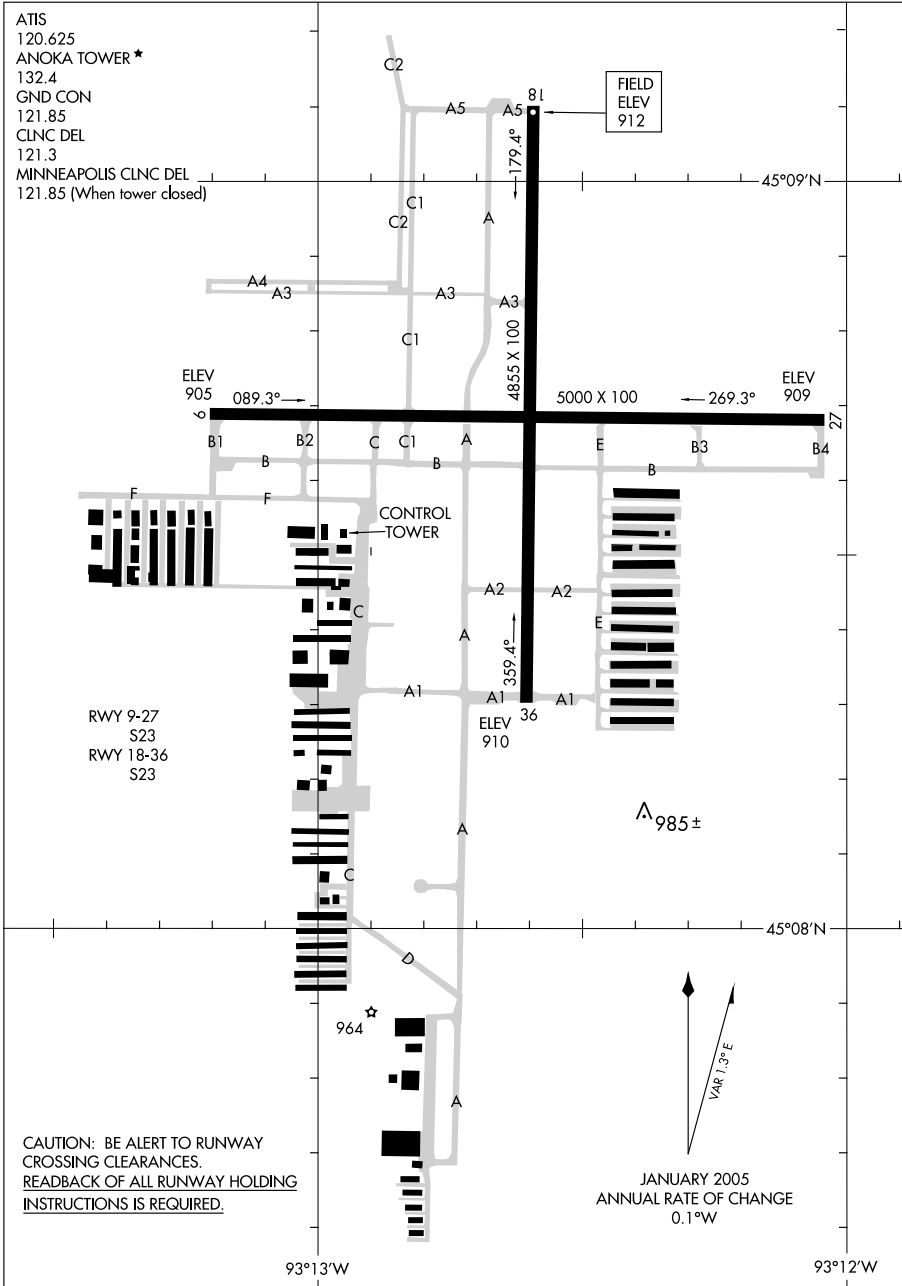 ATIS
120.625
ANOKA TOWER ★
132.4
GND CON
121.85
CLNC DEL
121.3
MINNEAPOLIS CLNC DEL
121.85 (When tower closed)
C2
18
FIELD
ELEV
912
A5
A5
179.4°
45°09'N
C1
C2
A
A4
A3
A3
A3
C1
4855 X 100
ELEV
905
089.3°
5000 X 100
269.3°
ELEV
909
9
27
B1
B2
C
C1
A
E
B3
B4
B
B
B
F
F
CONTROL
TOWER
A2
A2
C
E
A
359.4°
A1
A1
A1
36
ELEV
910
RWY 9-27
S23
RWY 18-36
S23
985 ±
A
C
45°08'N
D
964
VAR 1.3° E
A
CAUTION: BE ALERT TO RUNWAY
CROSSING CLEARANCES.
READBACK OF ALL RUNWAY HOLDING
INSTRUCTIONS IS REQUIRED.
JANUARY 2005
ANNUAL RATE OF CHANGE
0.1°W
93°13'W
93°12'W